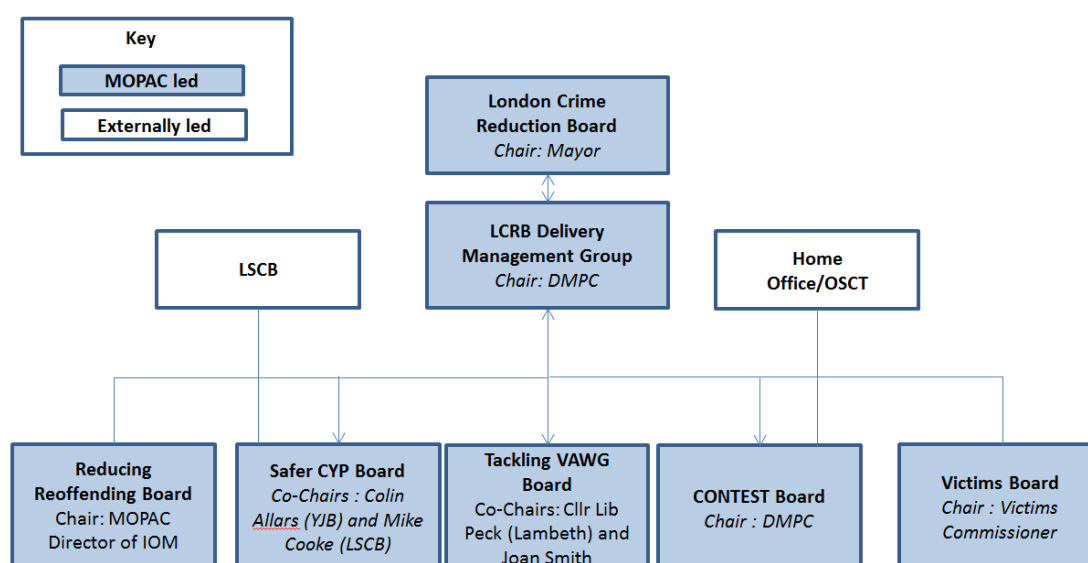 Key
MOPAC led
Externally led
London Crime
Reduction Board
Chair: Mayor
LCRB Delivery
Management Group
Chair: DMPC
LSCB
Home
Office/OSCT
Reducing
Reoffending Board
Chair: MOPAC
Director of IOM
Safer CYP Board
Co-Chairs : Colin
Allars (YJB) and Mike
Cooke (LSCB)
Tackling VAWG
Board
Co-Chairs: Cllr Lib
Peck (Lambeth) and
Joan Smith
CONTEST Board
Chair : DMPC
Victims Board
Chair : Victims
Commissioner